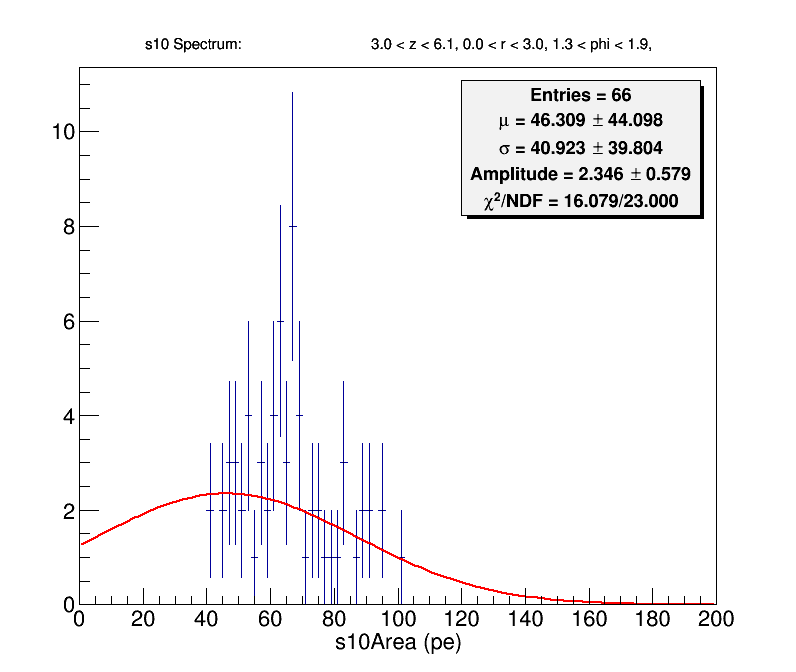 s10 Spectrum: 3.0 < z < 6.1, 0.0 < r < 3.0, 1.3 < phi < 1.9,
Entries = 66
μ = 46.309 ± 44.098
σ = 40.923 ± 39.804
Amplitude = 2.346 ± 0.579
χ²/NDF = 16.079/23.000
10
8
6
4
2
0
0 20 40 60 80 100 120 140 160 180 200
s10Area (pe)